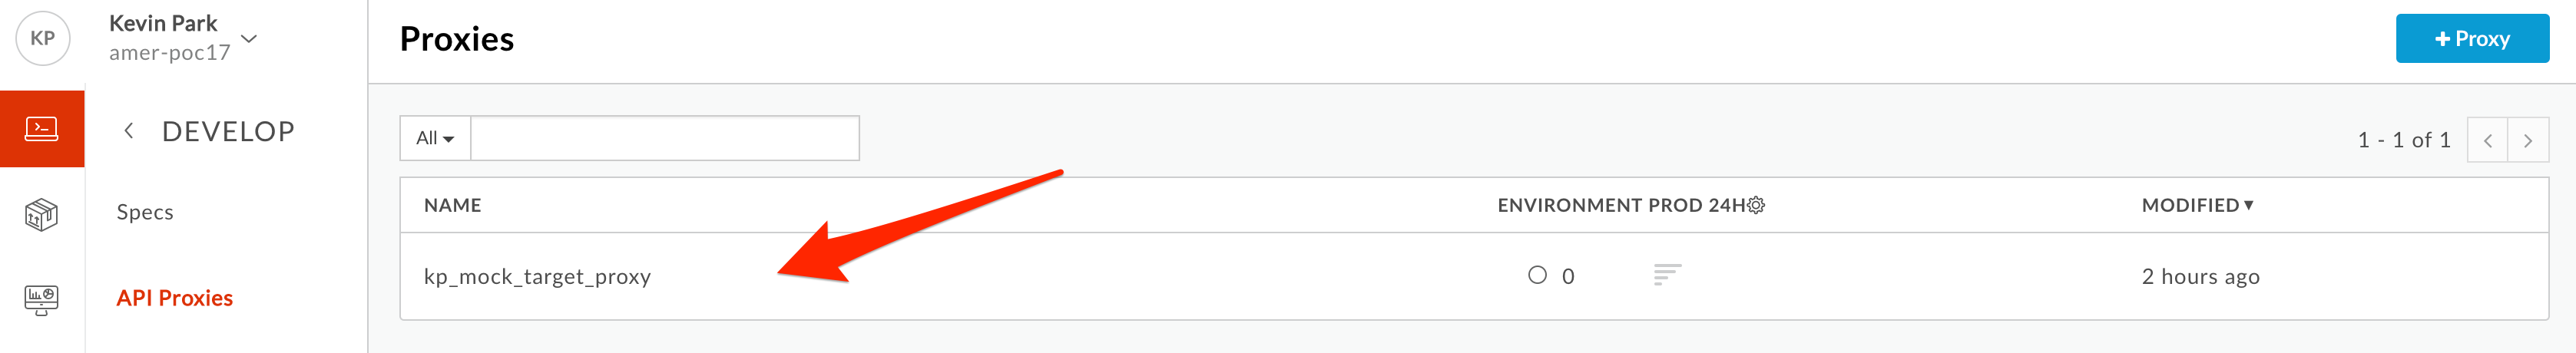 KP
Kevin Park
amer-poc17
DEVELOP
Specs
API Proxies
Proxies
+ Proxy
All
1 - 1 of 1
NAME ENVIRONMENT PROD 24H MODIFIED
kp_mock_target_proxy 0 2 hours ago